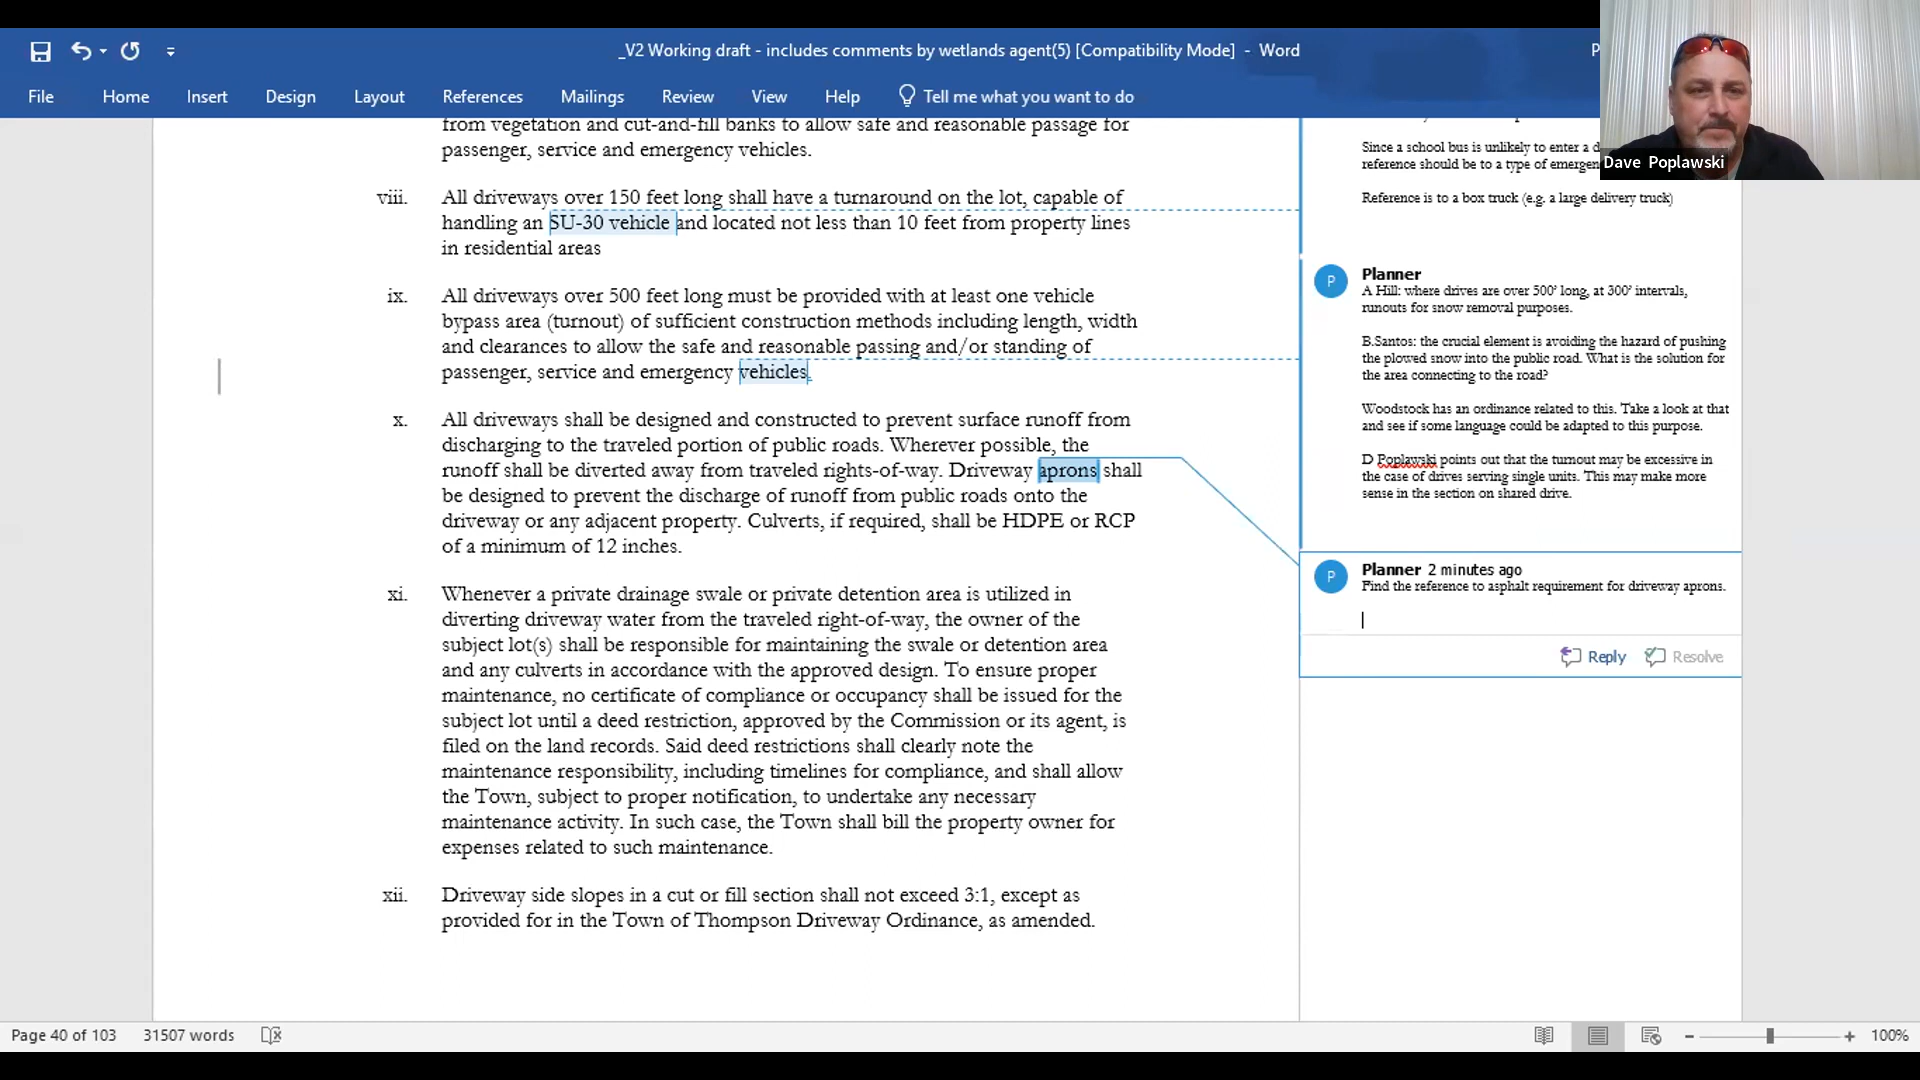 _V2 Working draft - includes comments by wetlands agent(5) [Compatibility Mode] - Word
File Home Insert Design Layout References Mailings Review View Help Tell me what you want to do
Dave Poplawski
from vegetation and cut-and-fill banks to allow safe and reasonable passage for
passenger, service and emergency vehicles.
viii. All driveways over 150 feet long shall have a turnaround on the lot, capable of
handling an SU-30 vehicle and located not less than 10 feet from property lines
in residential areas
ix. All driveways over 500 feet long must be provided with at least one vehicle
bypass area (turnout) of sufficient construction methods including length, width
and clearances to allow the safe and reasonable passing and/or standing of
passenger, service and emergency vehicles.
x. All driveways shall be designed and constructed to prevent surface runoff from
discharging to the traveled portion of public roads. Wherever possible, the
runoff shall be diverted away from traveled rights-of-way. Driveway aprons shall
be designed to prevent the discharge of runoff from public roads onto the
driveway or any adjacent property. Culverts, if required, shall be HDPE or RCP
of a minimum of 12 inches.
xi. Whenever a private drainage swale or private detention area is utilized in
diverting driveway water from the traveled right-of-way, the owner of the
subject lot(s) shall be responsible for maintaining the swale or detention area
and any culverts in accordance with the approved design. To ensure proper
maintenance, no certificate of compliance or occupancy shall be issued for the
subject lot until a deed restriction, approved by the Commission or its agent, is
filed on the land records. Said deed restrictions shall clearly note the
maintenance responsibility, including timelines for compliance, and shall allow
the Town, subject to proper notification, to undertake any necessary
maintenance activity. In such case, the Town shall bill the property owner for
expenses related to such maintenance.
xii. Driveway side slopes in a cut or fill section shall not exceed 3:1, except as
provided for in the Town of Thompson Driveway Ordinance, as amended.
Since a school bus is unlikely to enter a
reference should be to a type of
Reference is to a box truck (e.g. a large delivery truck)
P Planner
A Hill: where drives are over 500' long, at 300' intervals,
runouts for snow removal purposes.
B.Santos: the crucial element is avoiding the hazard of pushing
the plowed snow into the public road. What is the solution for
the area connecting to the road?
Woodstock has an ordinance related to this. Take a look at that
and see if some language could be adapted to this purpose.
D Poplawski points out that the turnout may be excessive in
the case of drives serving single units. This may make more
sense in the section on shared drive.
P Planner 2 minutes ago
Find the reference to asphalt requirement for driveway aprons.
Reply Resolve
Page 40 of 103 31507 words 100%